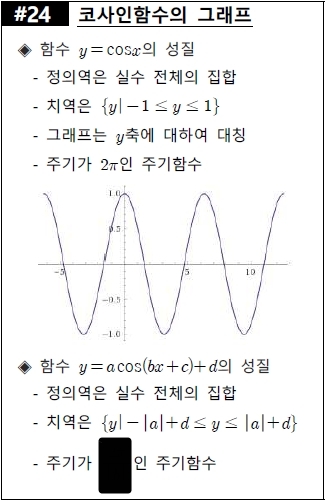 #24 코사인함수의 그래프
◈ 함수 y=cosx의 성질
- 정의역은 실수 전체의 집합
- 치역은 {y|-1≤y≤1}
- 그래프는 y축에 대하여 대칭
- 주기가 2π인 주기함수
1.0
0.5
-5 5 10
-0.5
-1.0
◈ 함수 y=acos(bx+c)+d의 성질
- 정의역은 실수 전체의 집합
- 치역은 {y|-|a|+d≤y≤|a|+d}
- 주기가 인 주기함수